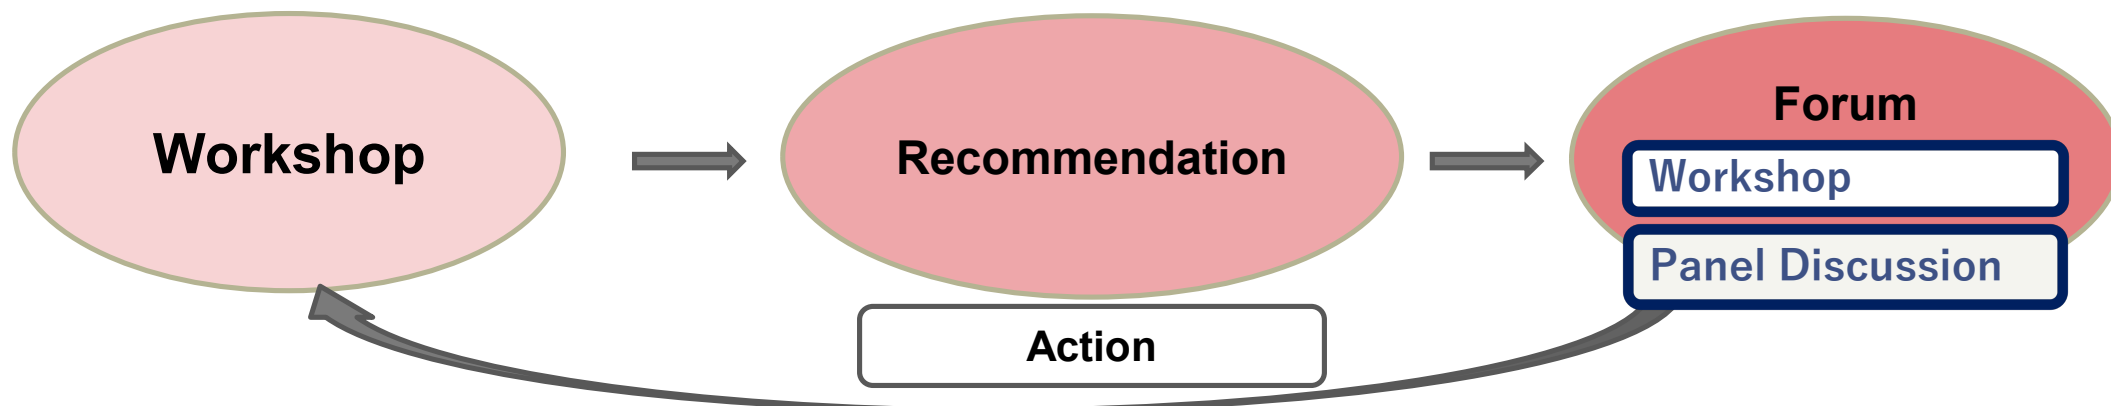 Workshop
Recommendation
Forum
Workshop
Panel Discussion
Action